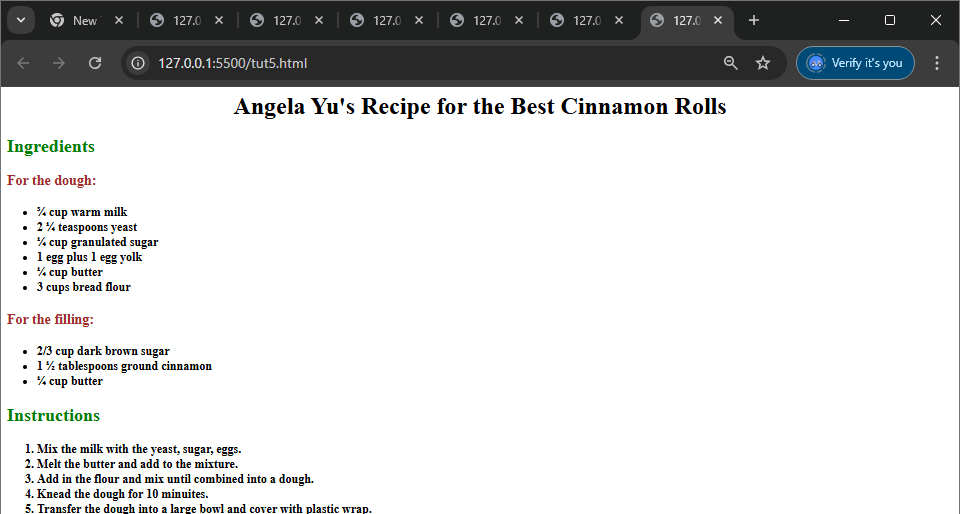 New
127.0
127.0
127.0
127.0
127.0
127.0
127.0.0.1:5500/tut5.html
Verify it's you
Angela Yu's Recipe for the Best Cinnamon Rolls
Ingredients
For the dough:
¾ cup warm milk
2 ¼ teaspoons yeast
¼ cup granulated sugar
1 egg plus 1 egg yolk
¼ cup butter
3 cups bread flour
For the filling:
2/3 cup dark brown sugar
1 ½ tablespoons ground cinnamon
¼ cup butter
Instructions
1. Mix the milk with the yeast, sugar, eggs.
2. Melt the butter and add to the mixture.
3. Add in the flour and mix until combined into a dough.
4. Knead the dough for 10 minuites.
5. Transfer the dough into a large bowl and cover with plastic wrap.